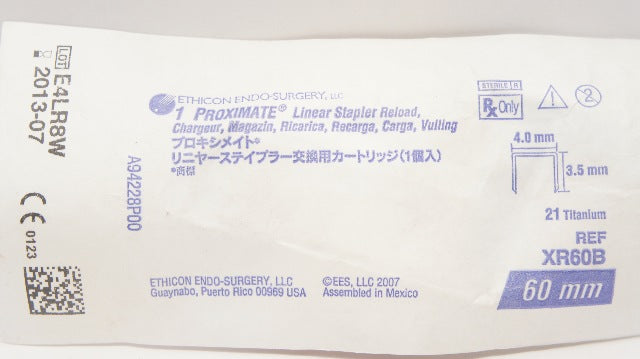 LOT E4LR8W
2013-07
CE 0123
A94228P00
ETHICON ENDO-SURGERY, LLC
1 PROXIMATE® Linear Stapler Reload,
Chargeur, Magazin, Ricarica, Recarga, Carga, Vulling
プロキシメイト*
リニヤーステイプラー交換用カートリッジ(1個入)
*商標
ETHICON ENDO-SURGERY, LLC
Guaynabo, Puerto Rico 00969 USA
©EES, LLC 2007
Assembled in Mexico
STERILE R
Rx Only
2
4.0 mm
3.5 mm
21 Titanium
REF
XR60B
60 mm